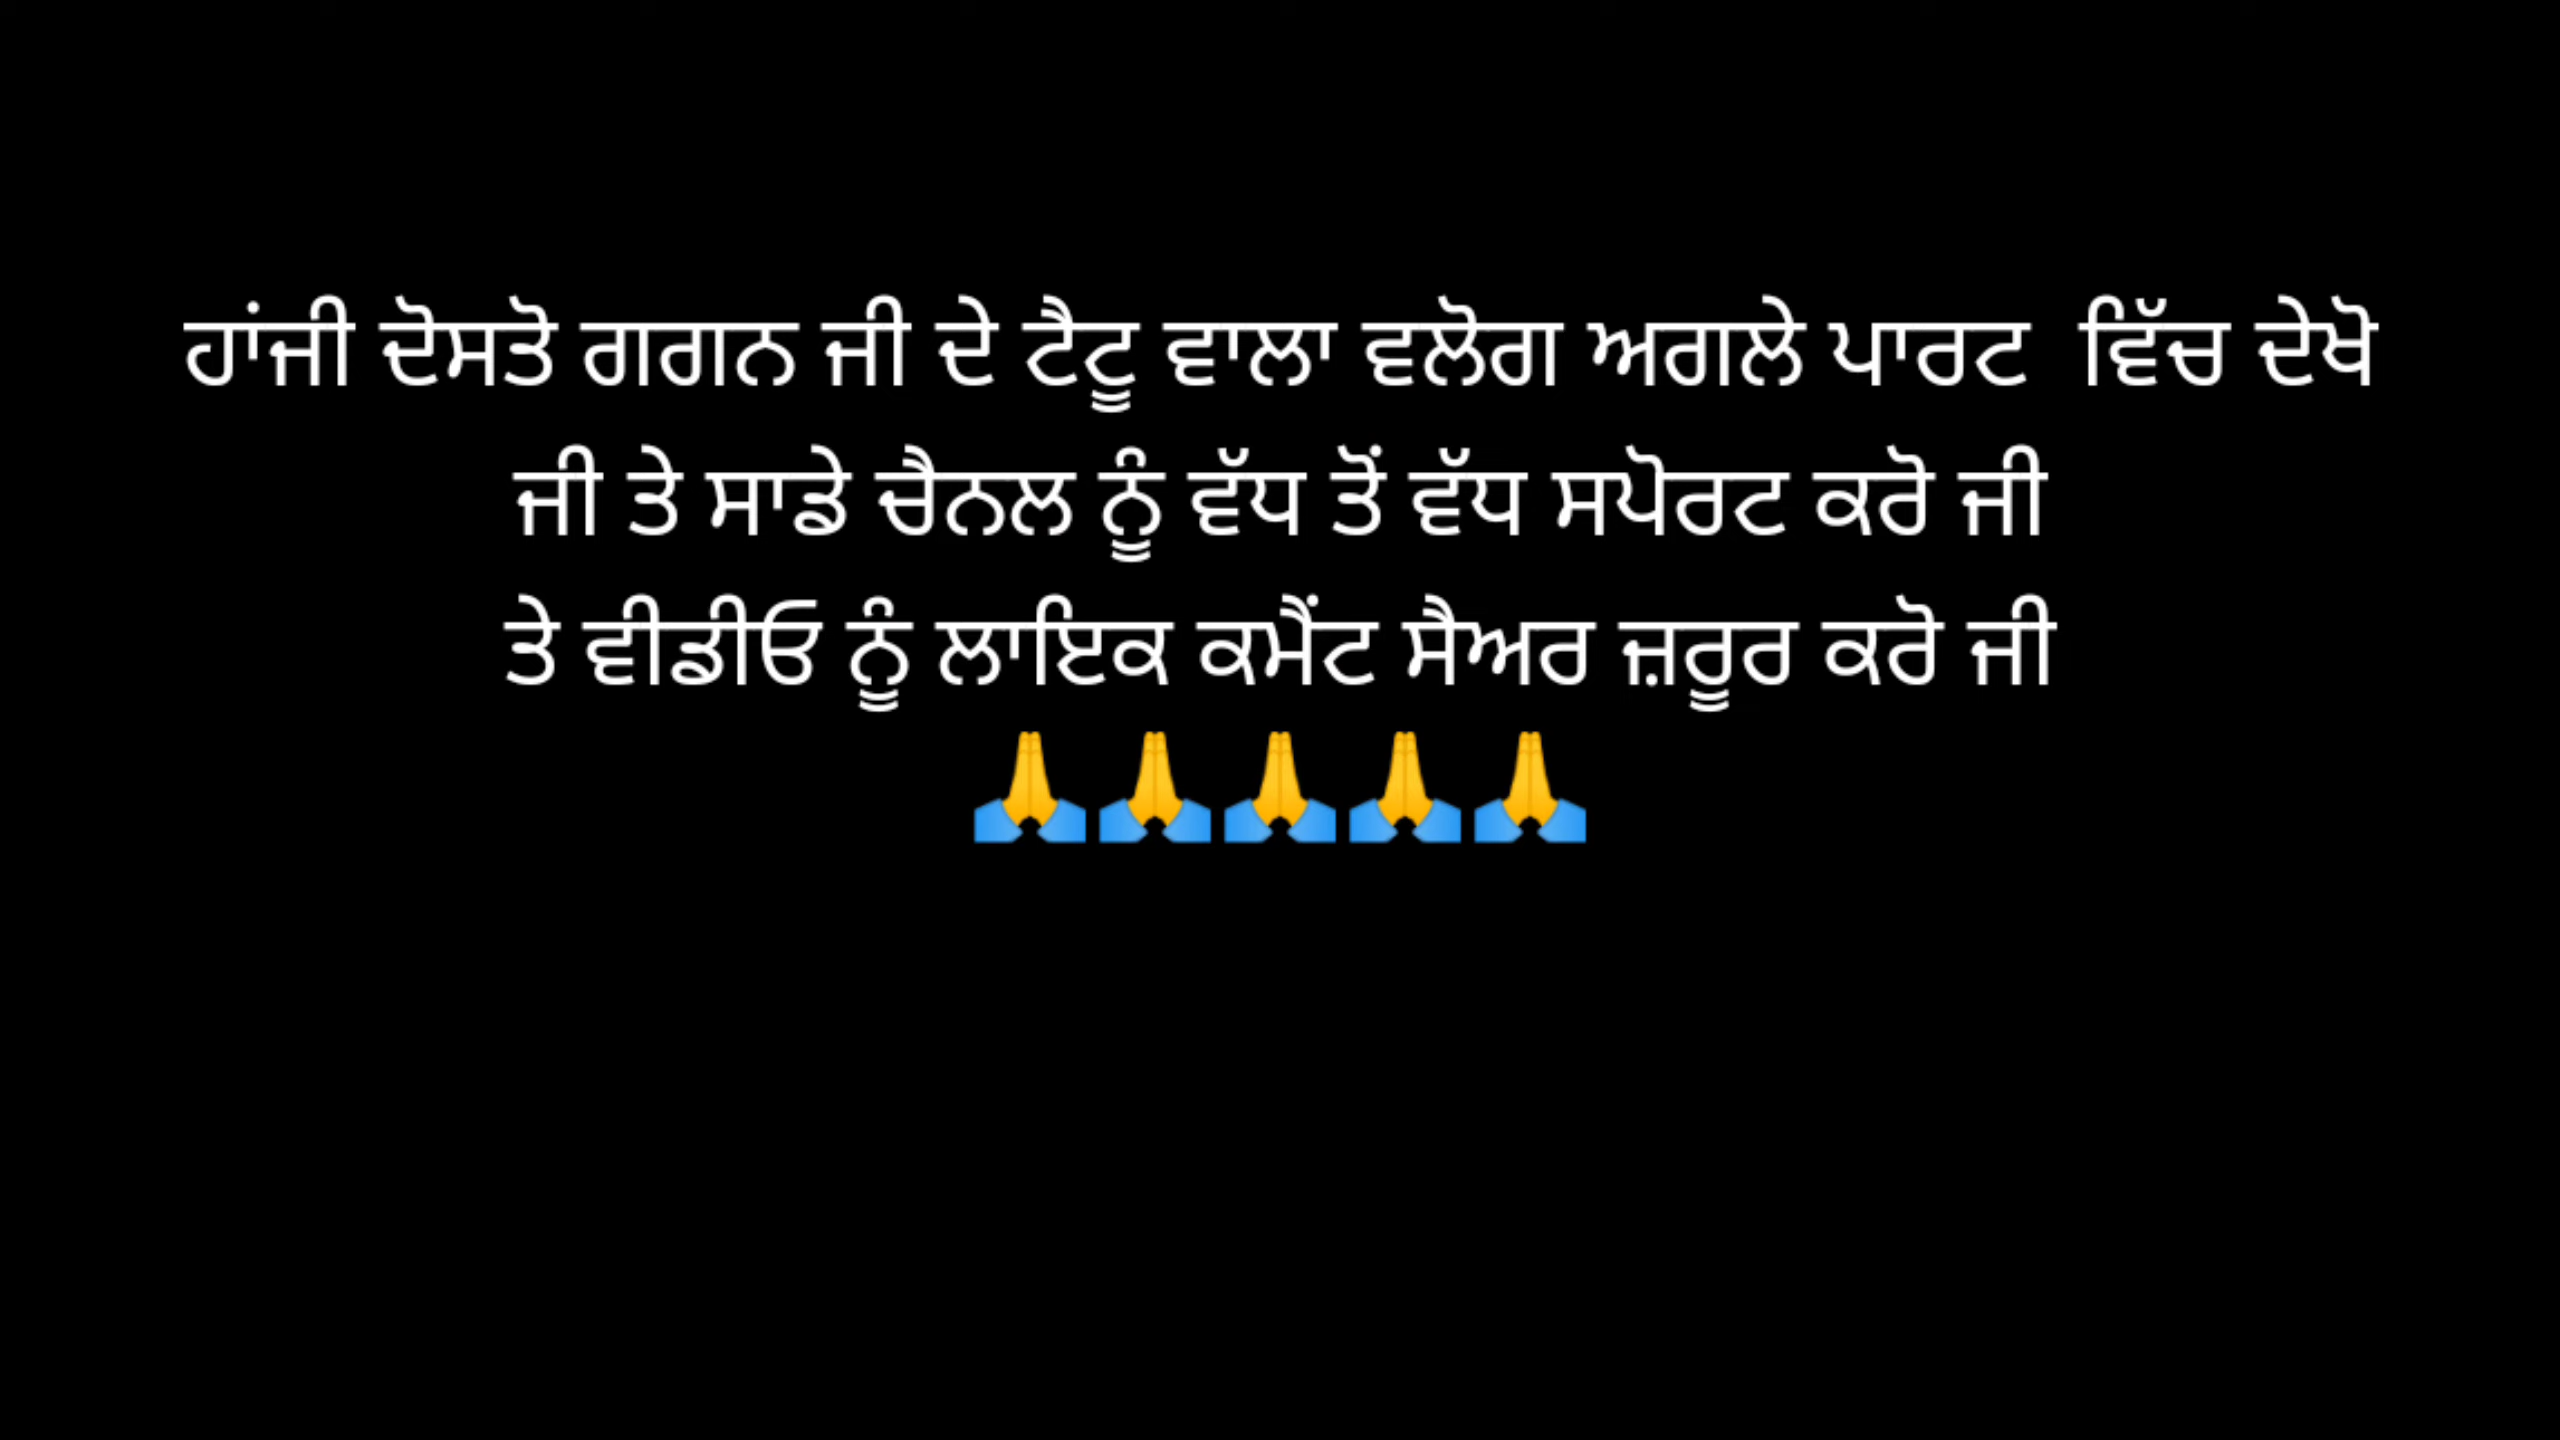 ਹਾਂਜੀ ਦੋਸਤੋ ਗਗਨ ਜੀ ਦੇ ਟੈਟੂ ਵਾਲਾ ਵਲੋਗ ਅਗਲੇ ਪਾਰਟ  ਵਿੱਚ ਦੇਖੋ
ਜੀ ਤੇ ਸਾਡੇ ਚੈਨਲ ਨੂੰ ਵੱਧ ਤੋਂ ਵੱਧ ਸਪੋਰਟ ਕਰੋ ਜੀ
ਤੇ ਵੀਡੀਓ ਨੂੰ ਲਾਇਕ ਕਮੈਂਟ ਸੈਅਰ ਜ਼ਰੂਰ ਕਰੋ ਜੀ
🙏🙏🙏🙏🙏